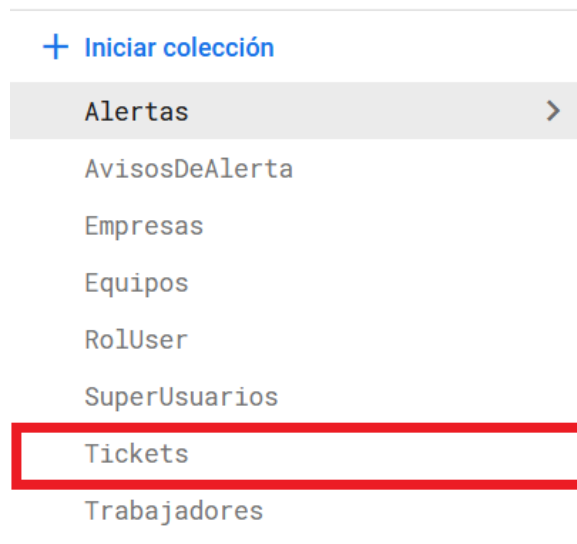 + Iniciar colección
Alertas
AvisosDeAlerta
Empresas
Equipos
RolUser
SuperUsuarios
Tickets
Trabajadores